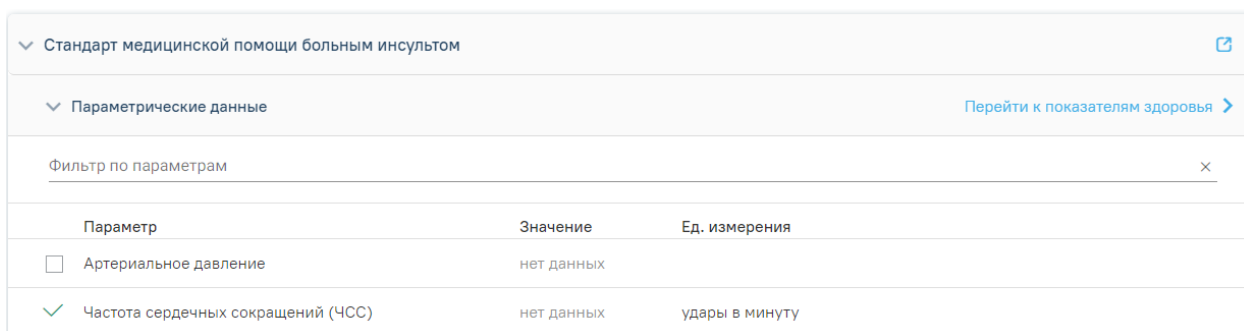 Стандарт медицинской помощи больным инсультом
Параметрические данные Перейти к показателям здоровья
Фильтр по параметрам
Параметр Значение Ед. измерения
Артериальное давление нет данных
Частота сердечных сокращений (ЧСС) нет данных удары в минуту